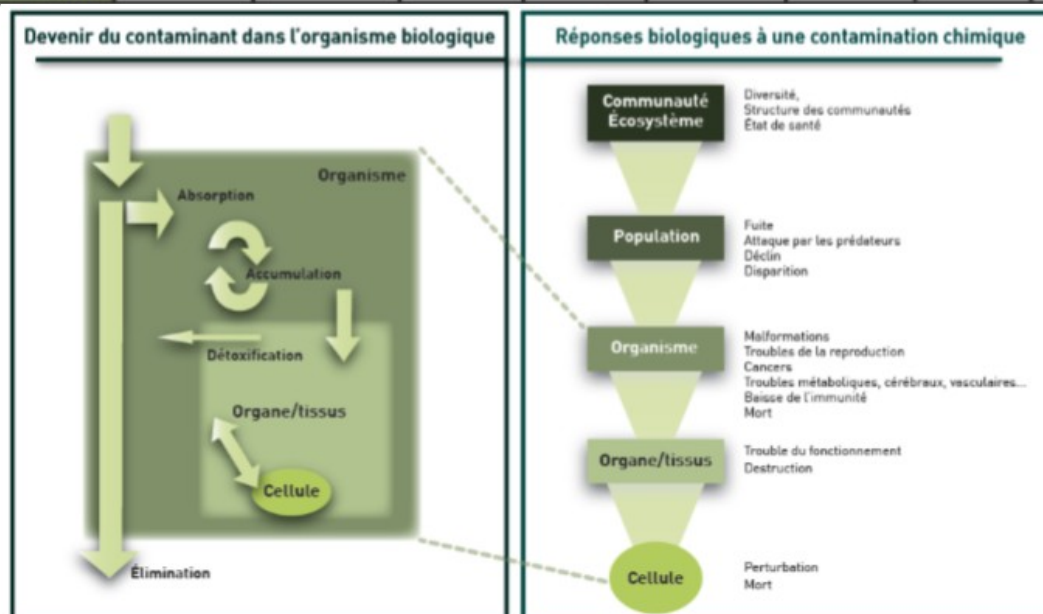 Devenir du contaminant dans l'organisme biologique
Organisme
Absorption
Accumulation
Détoxification
Organe/tissus
Cellule
Élimination
Réponses biologiques à une contamination chimique
Communauté
Écosystème
Diversité,
Structure des communautés
État de santé
Population
Fuite
Attaque par les prédateurs
Déclin
Disparition
Organisme
Malformations
Troubles de la reproduction
Cancers
Troubles métaboliques, cérébraux, vasculaires...
Baisse de l'immunité
Mort
Organe/tissus
Trouble du fonctionnement
Destruction
Cellule
Perturbation
Mort